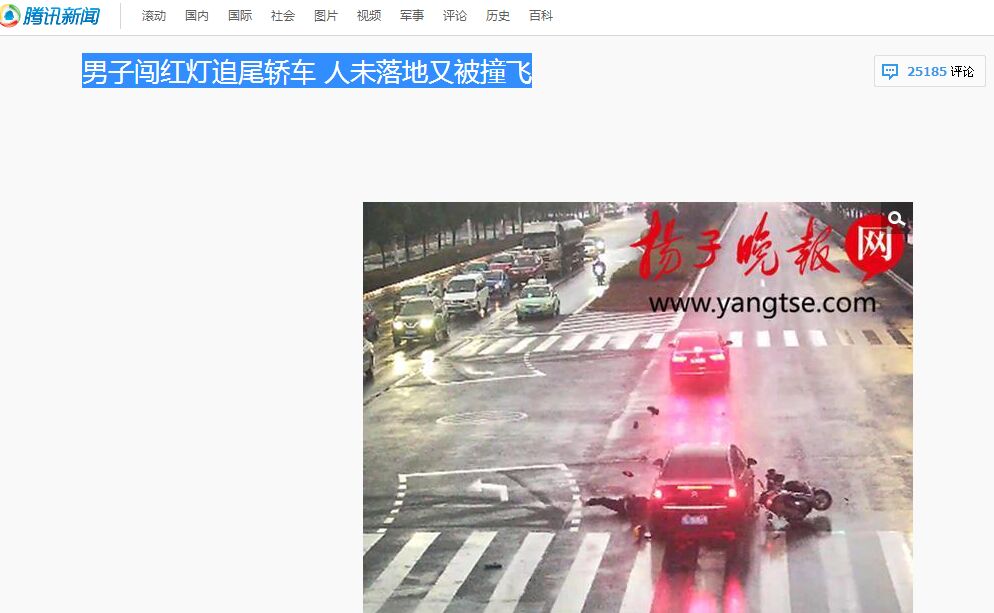 腾讯新闻 滚动 国内 国际 社会 图片 视频 军事 评论 历史 百科
男子闯红灯追尾轿车 人未落地又被撞飞
25185 评论
扬子晚报网
www.yangtse.com